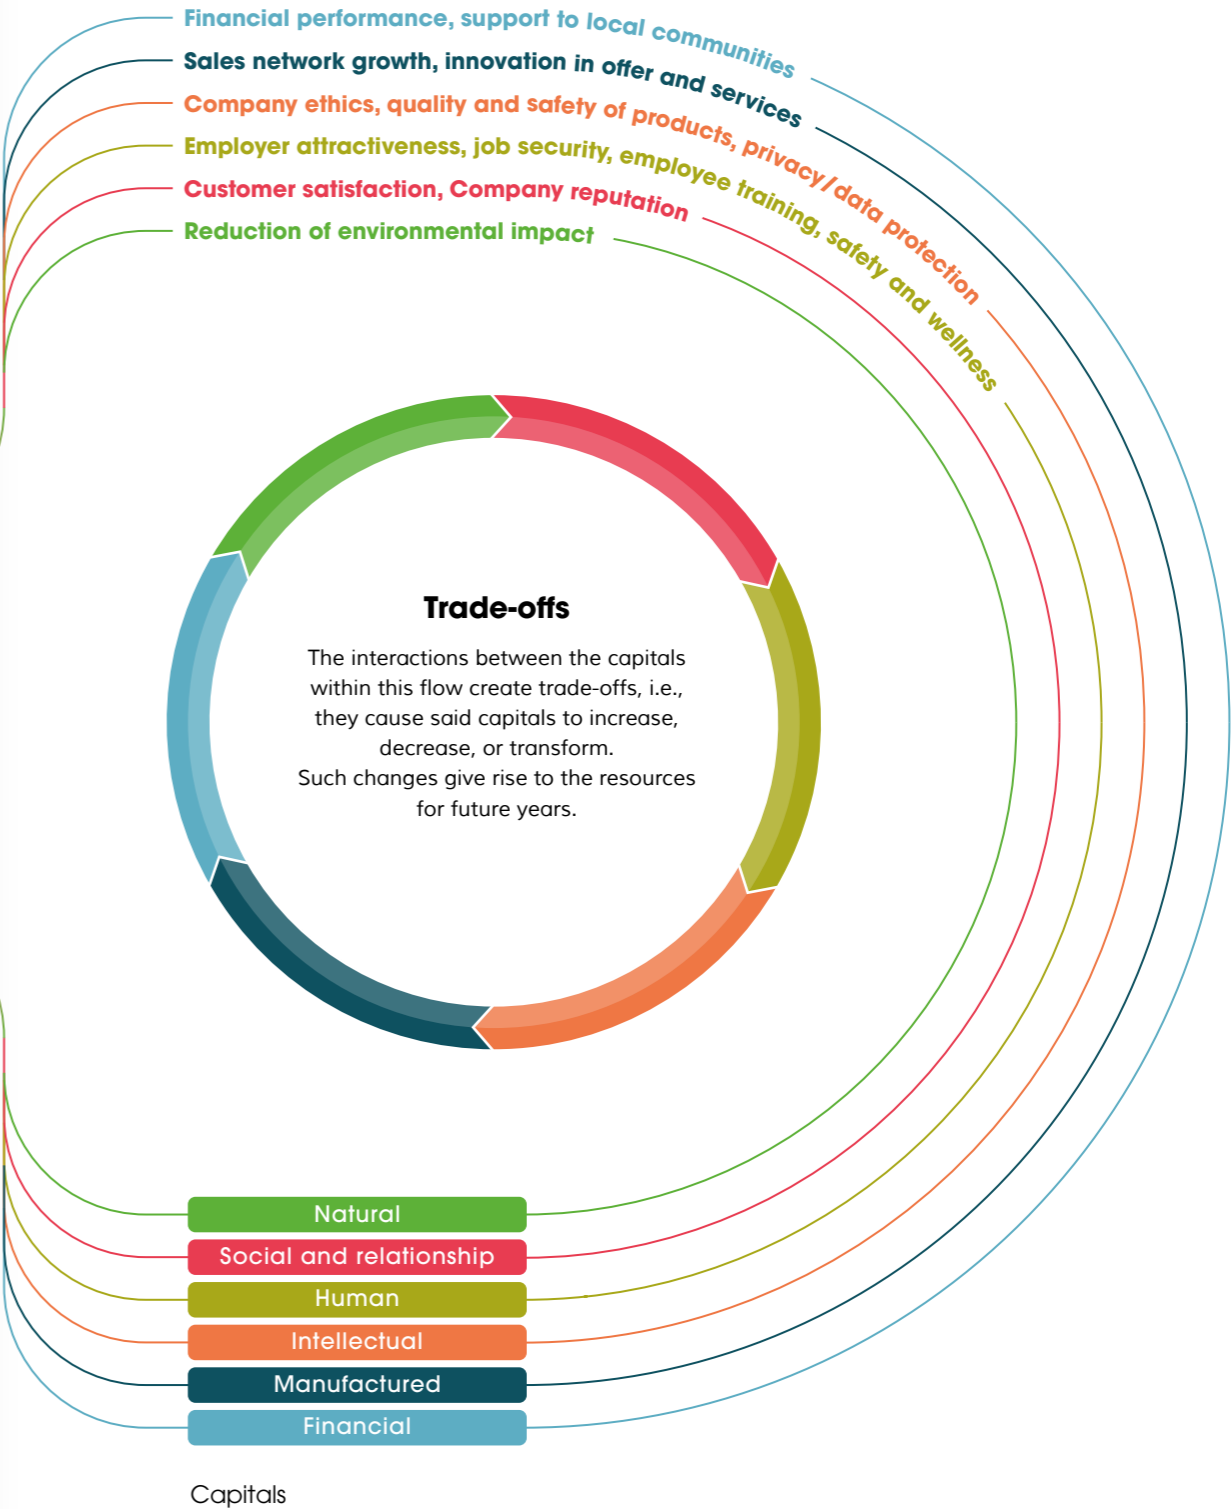 Financial performance, support to local communities
Sales network growth, innovation in offer and services
Company ethics, quality and safety of products, privacy/data protection
Employer attractiveness, job security, employee training, safety and wellness
Customer satisfaction, Company reputation
Reduction of environmental impact
Trade-offs
The interactions between the capitals
within this flow create trade-offs, i.e.,
they cause said capitals to increase,
decrease, or transform.
Such changes give rise to the resources
for future years.
Natural
Social and relationship
Human
Intellectual
Manufactured
Financial
Capitals